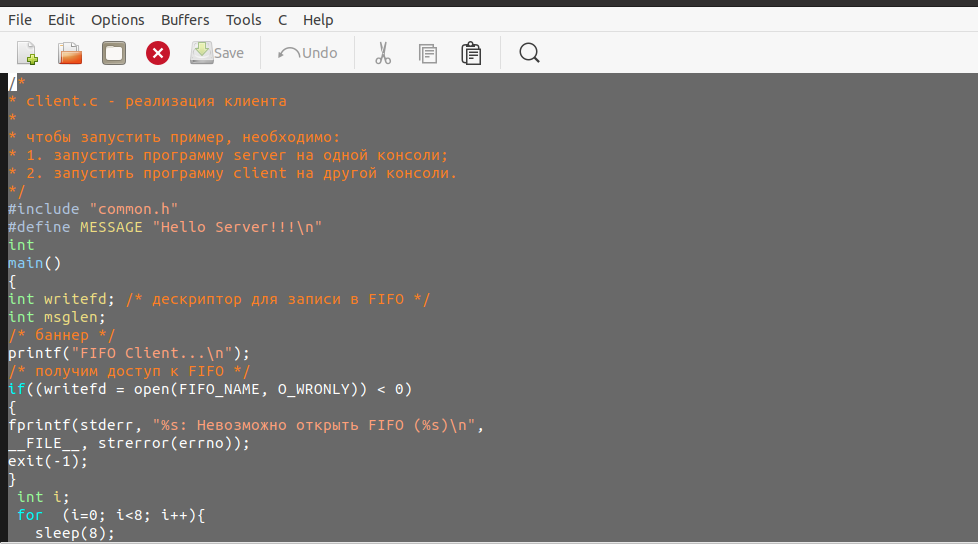 File Edit Options Buffers Tools C Help
Save Undo
/*
* client.c - реализация клиента
*
* чтобы запустить пример, необходимо:
* 1. запустить программу server на одной консоли;
* 2. запустить программу client на другой консоли.
*/
#include "common.h"
#define MESSAGE "Hello Server!!!\n"
int
main()
{
int writefd; /* дескриптор для записи в FIFO */
int msglen;
/* баннер */
printf("FIFO Client...\n");
/* получим доступ к FIFO */
if((writefd = open(FIFO_NAME, O_WRONLY)) < 0)
{
fprintf(stderr, "%s: Невозможно открыть FIFO (%s)\n",
__FILE__, strerror(errno));
exit(-1);
}
 int i;
 for  (i=0; i<8; i++){
   sleep(8);